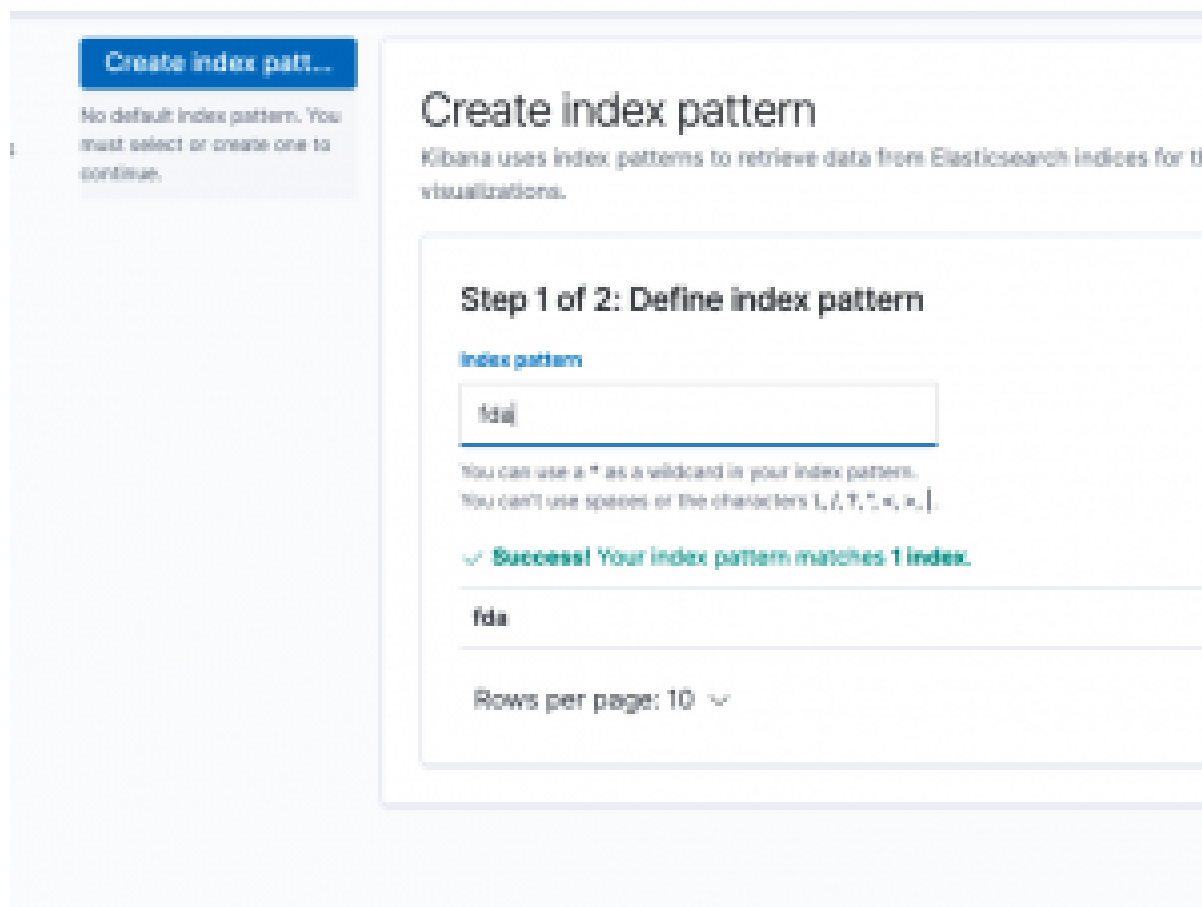 Create index patt...
No default index pattern. You
must select or create one to
continue.
Create index pattern
Kibana uses index patterns to retrieve data from Elasticsearch indices for th
visualizations.
Step 1 of 2: Define index pattern
Index pattern
fda
You can use a * as a wildcard in your index pattern.
You can't use spaces or the characters \, /, ?, ", <, >, |.
✓ Success! Your index pattern matches 1 index.
fda
Rows per page: 10